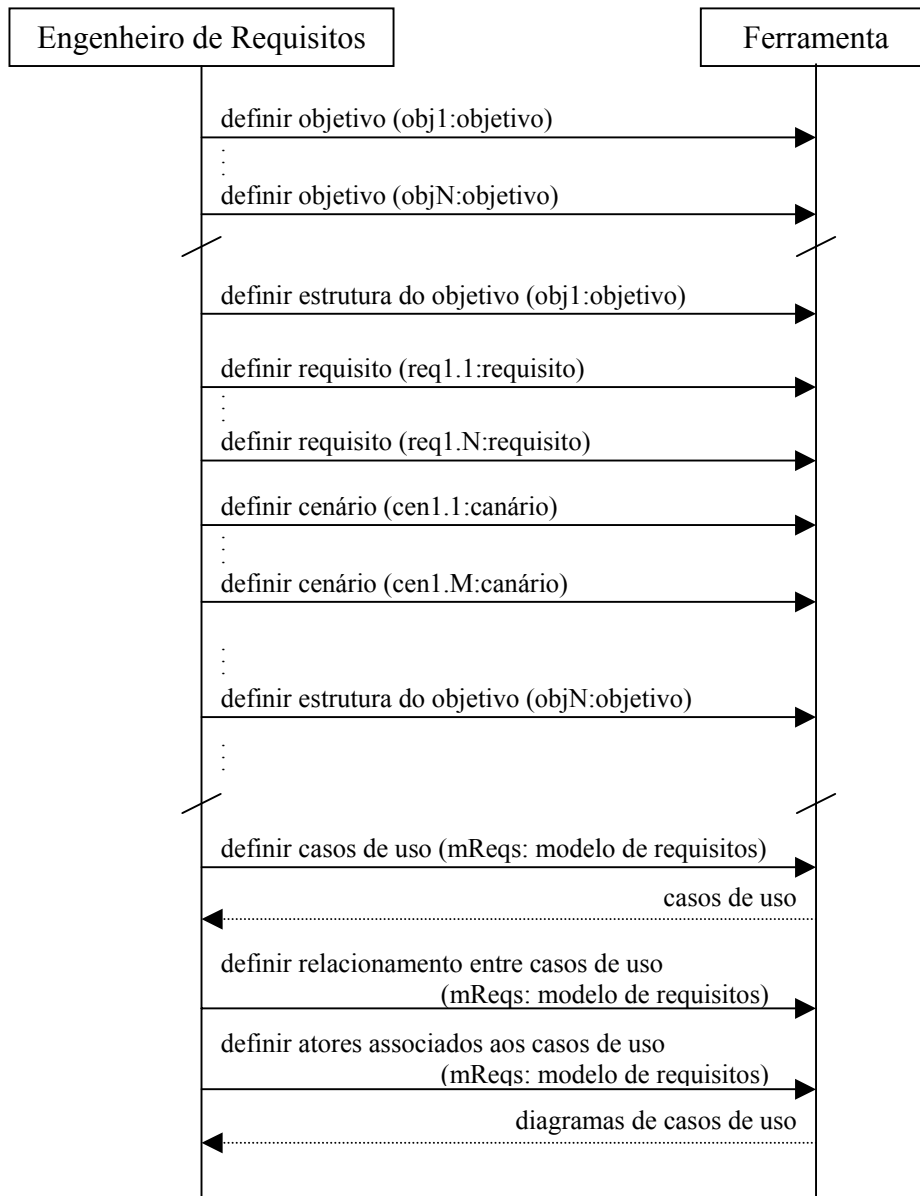 Engenheiro de Requisitos
Ferramenta
definir objetivo (obj1:objetivo)
definir objetivo (objN:objetivo)
definir estrutura do objetivo (obj1:objetivo)
definir requisito (req1.1:requisito)
definir requisito (req1.N:requisito)
definir cenário (cen1.1:canário)
definir cenário (cen1.M:canário)
definir estrutura do objetivo (objN:objetivo)
definir casos de uso (mReqs: modelo de requisitos)
casos de uso
definir relacionamento entre casos de uso
(mReqs: modelo de requisitos)
definir atores associados aos casos de uso
(mReqs: modelo de requisitos)
diagramas de casos de uso